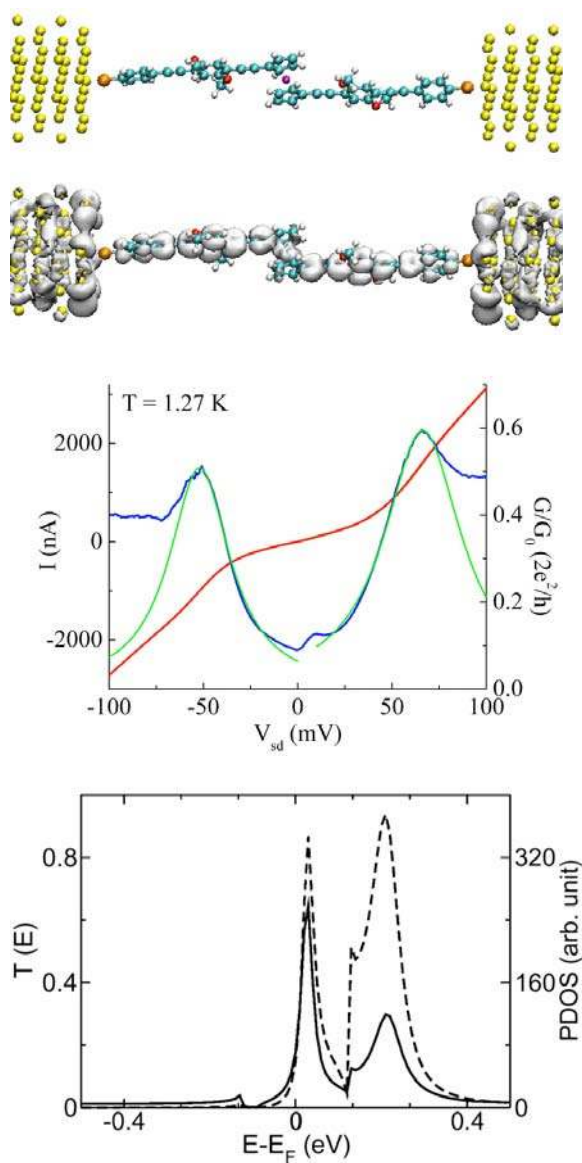 T = 1.27 K
I (nA)
2000
0
-2000
G/G₀ (2e²/h)
0.6
0.4
0.2
0.0
-100 -50 0 50 100
V_sd (mV)
T (E)
0.8
0.4
0
PDOS (arb. unit)
320
160
0
-0.4 0 0.4
E-E_F (eV)